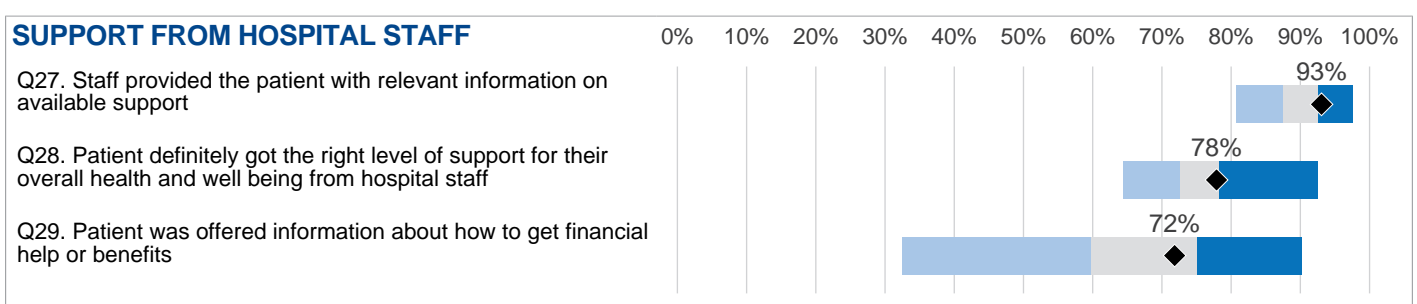 SUPPORT FROM HOSPITAL STAFF 0% 10% 20% 30% 40% 50% 60% 70% 80% 90% 100%
Q27. Staff provided the patient with relevant information on
available support
93%
Q28. Patient definitely got the right level of support for their
overall health and well being from hospital staff
78%
Q29. Patient was offered information about how to get financial
help or benefits
72%